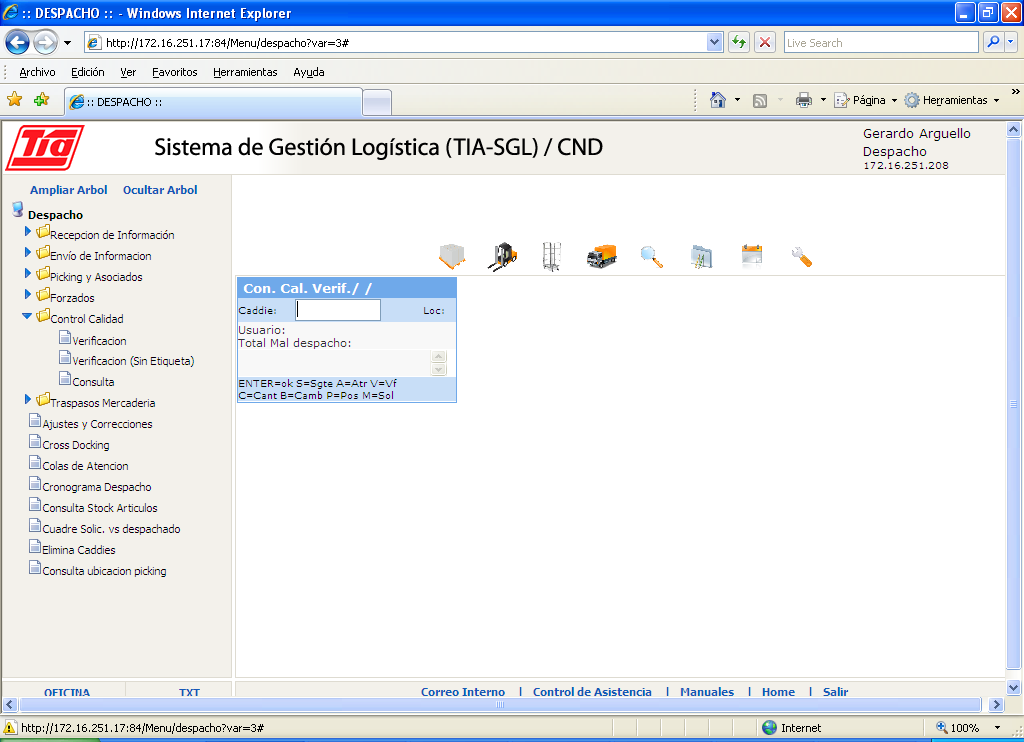 :: DESPACHO :: - Windows Internet Explorer
http://172.16.251.17:84/Menu/despacho?var=3#
Live Search
Archivo Edición Ver Favoritos Herramientas Ayuda
:: DESPACHO ::
Página Herramientas
Tia
Sistema de Gestión Logística (TIA-SGL) / CND
Gerardo Arguello
Despacho
172.16.251.208
Ampliar Arbol Ocultar Arbol
Despacho
Recepcion de Información
Envío de Informacion
Picking y Asociados
Forzados
Control Calidad
Verificacion
Verificacion (Sin Etiqueta)
Consulta
Traspasos Mercaderia
Ajustes y Correcciones
Cross Docking
Colas de Atencion
Cronograma Despacho
Consulta Stock Articulos
Cuadre Solic. vs despachado
Elimina Caddies
Consulta ubicacion picking
Con. Cal. Verif./ /
Caddie: Loc:
Usuario:
Total Mal despacho:
ENTER=ok S=Sgte A=Atr V=Vf
C=Cant B=Camb P=Pos M=Sol
OFICINA TXT
Correo Interno | Control de Asistencia | Manuales | Home | Salir
http://172.16.251.17:84/Menu/despacho?var=3#
Internet
100%